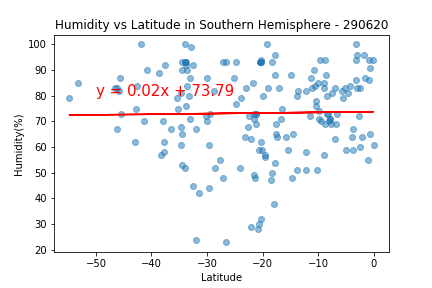 Humidity vs Latitude in Southern Hemisphere - 290620
100
90
80
70
60
50
40
30
20
Humidity(%)
y = 0.02x + 73.79
−50 −40 −30 −20 −10 0
Latitude